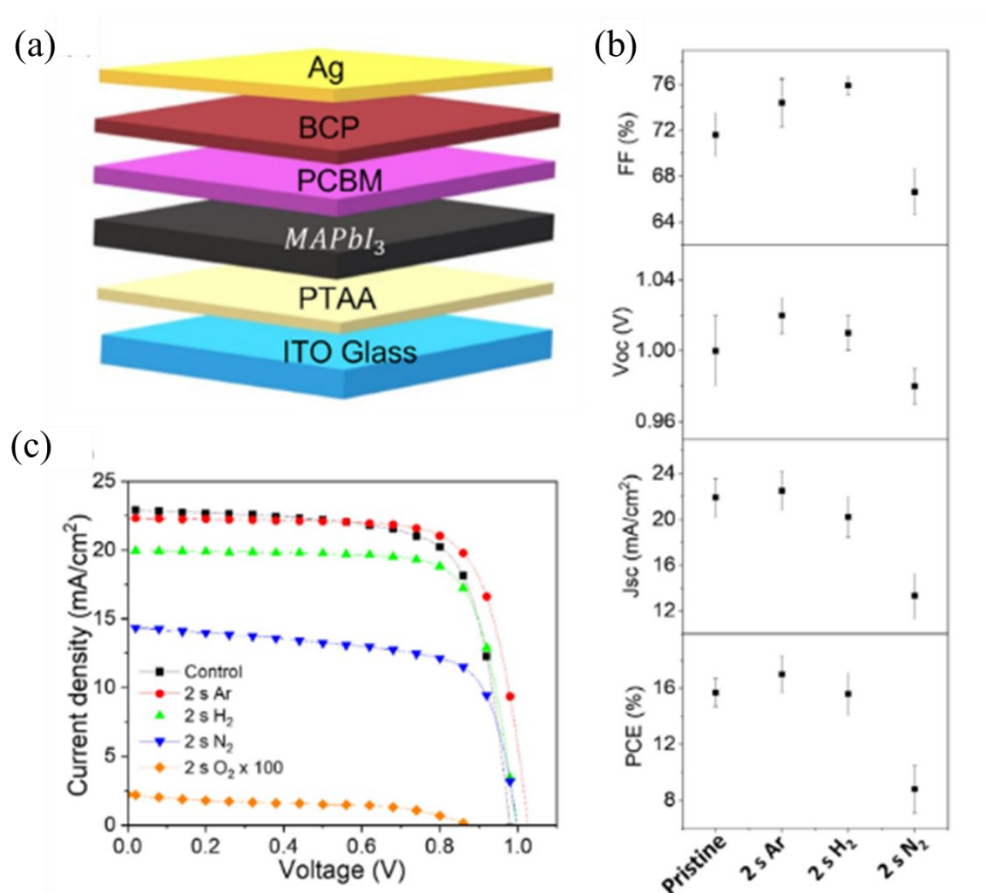 (a)
Ag
BCP
PCBM
MAPbI₃
PTAA
ITO Glass
(b)
FF (%)
76
72
68
64
Voc (V)
1.04
1.00
0.96
Jsc (mA/cm²)
24
20
16
12
PCE (%)
16
12
8
Pristine
2 s Ar
2 s H₂
2 s N₂
(c)
Current density (mA/cm²)
25
20
15
10
5
0
Control
2 s Ar
2 s H₂
2 s N₂
2 s O₂ x 100
0.0
0.2
0.4
0.6
0.8
1.0
Voltage (V)